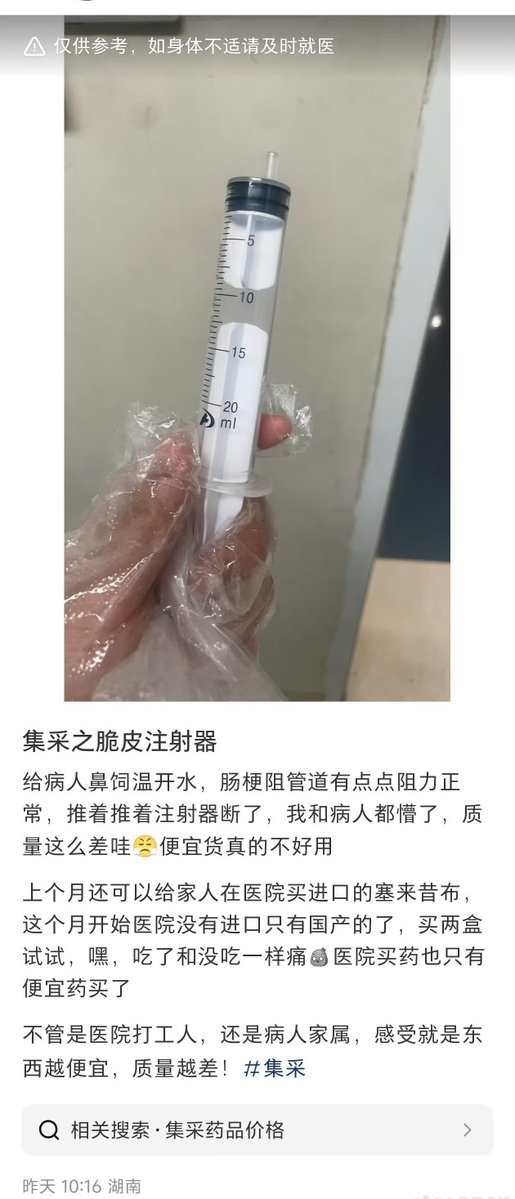 仅供参考，如身体不适请及时就医
5
10
15
20
ml
集采之脆皮注射器
给病人鼻饲温开水，肠梗阻管道有点点阻力正
常，推着推着注射器断了，我和病人都懵了，质
量这么差哇😤便宜货真的不好用
上个月还可以给家人在医院买进口的塞来昔布，
这个月开始医院没有进口只有国产的了，买两盒
试试，嘿，吃了和没吃一样痛🪨医院买药也只有
便宜药买了
不管是医院打工人，还是病人家属，感受就是东
西越便宜，质量越差！#集采
相关搜索·集采药品价格
昨天 10:16 湖南